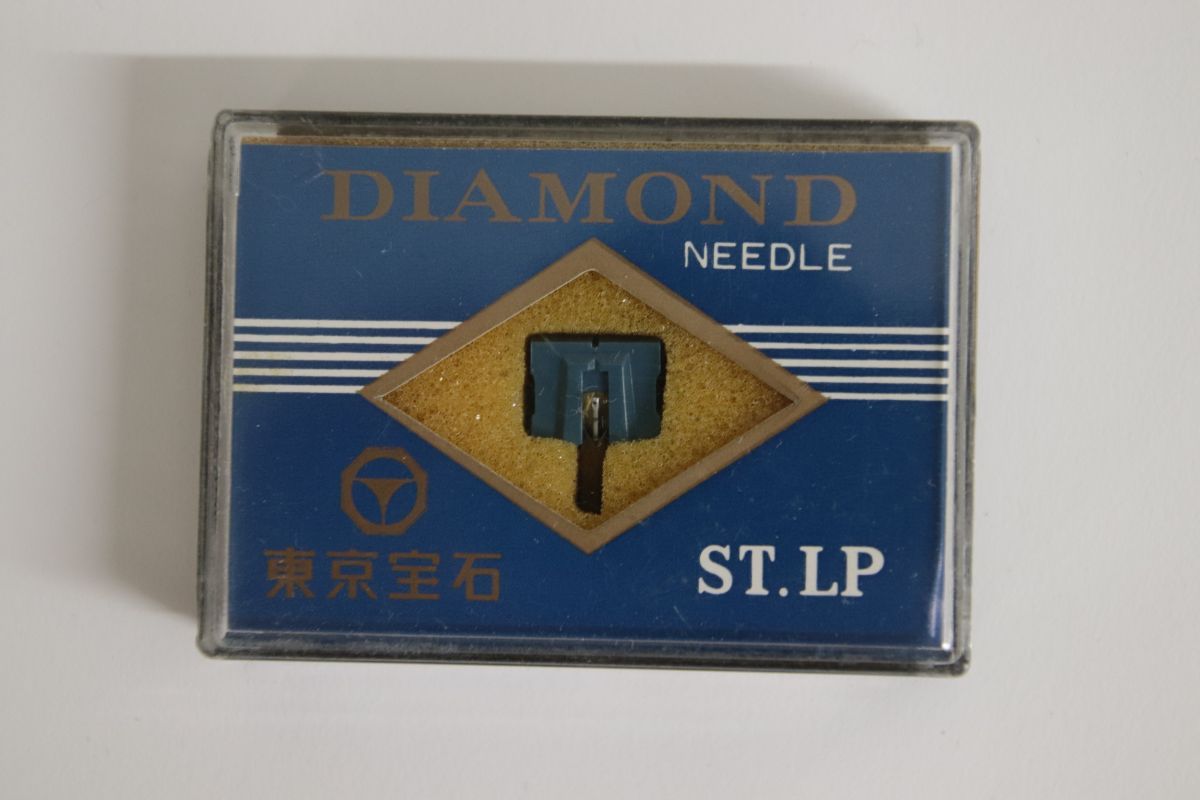 DIAMOND
NEEDLE
東京宝石
ST.LP